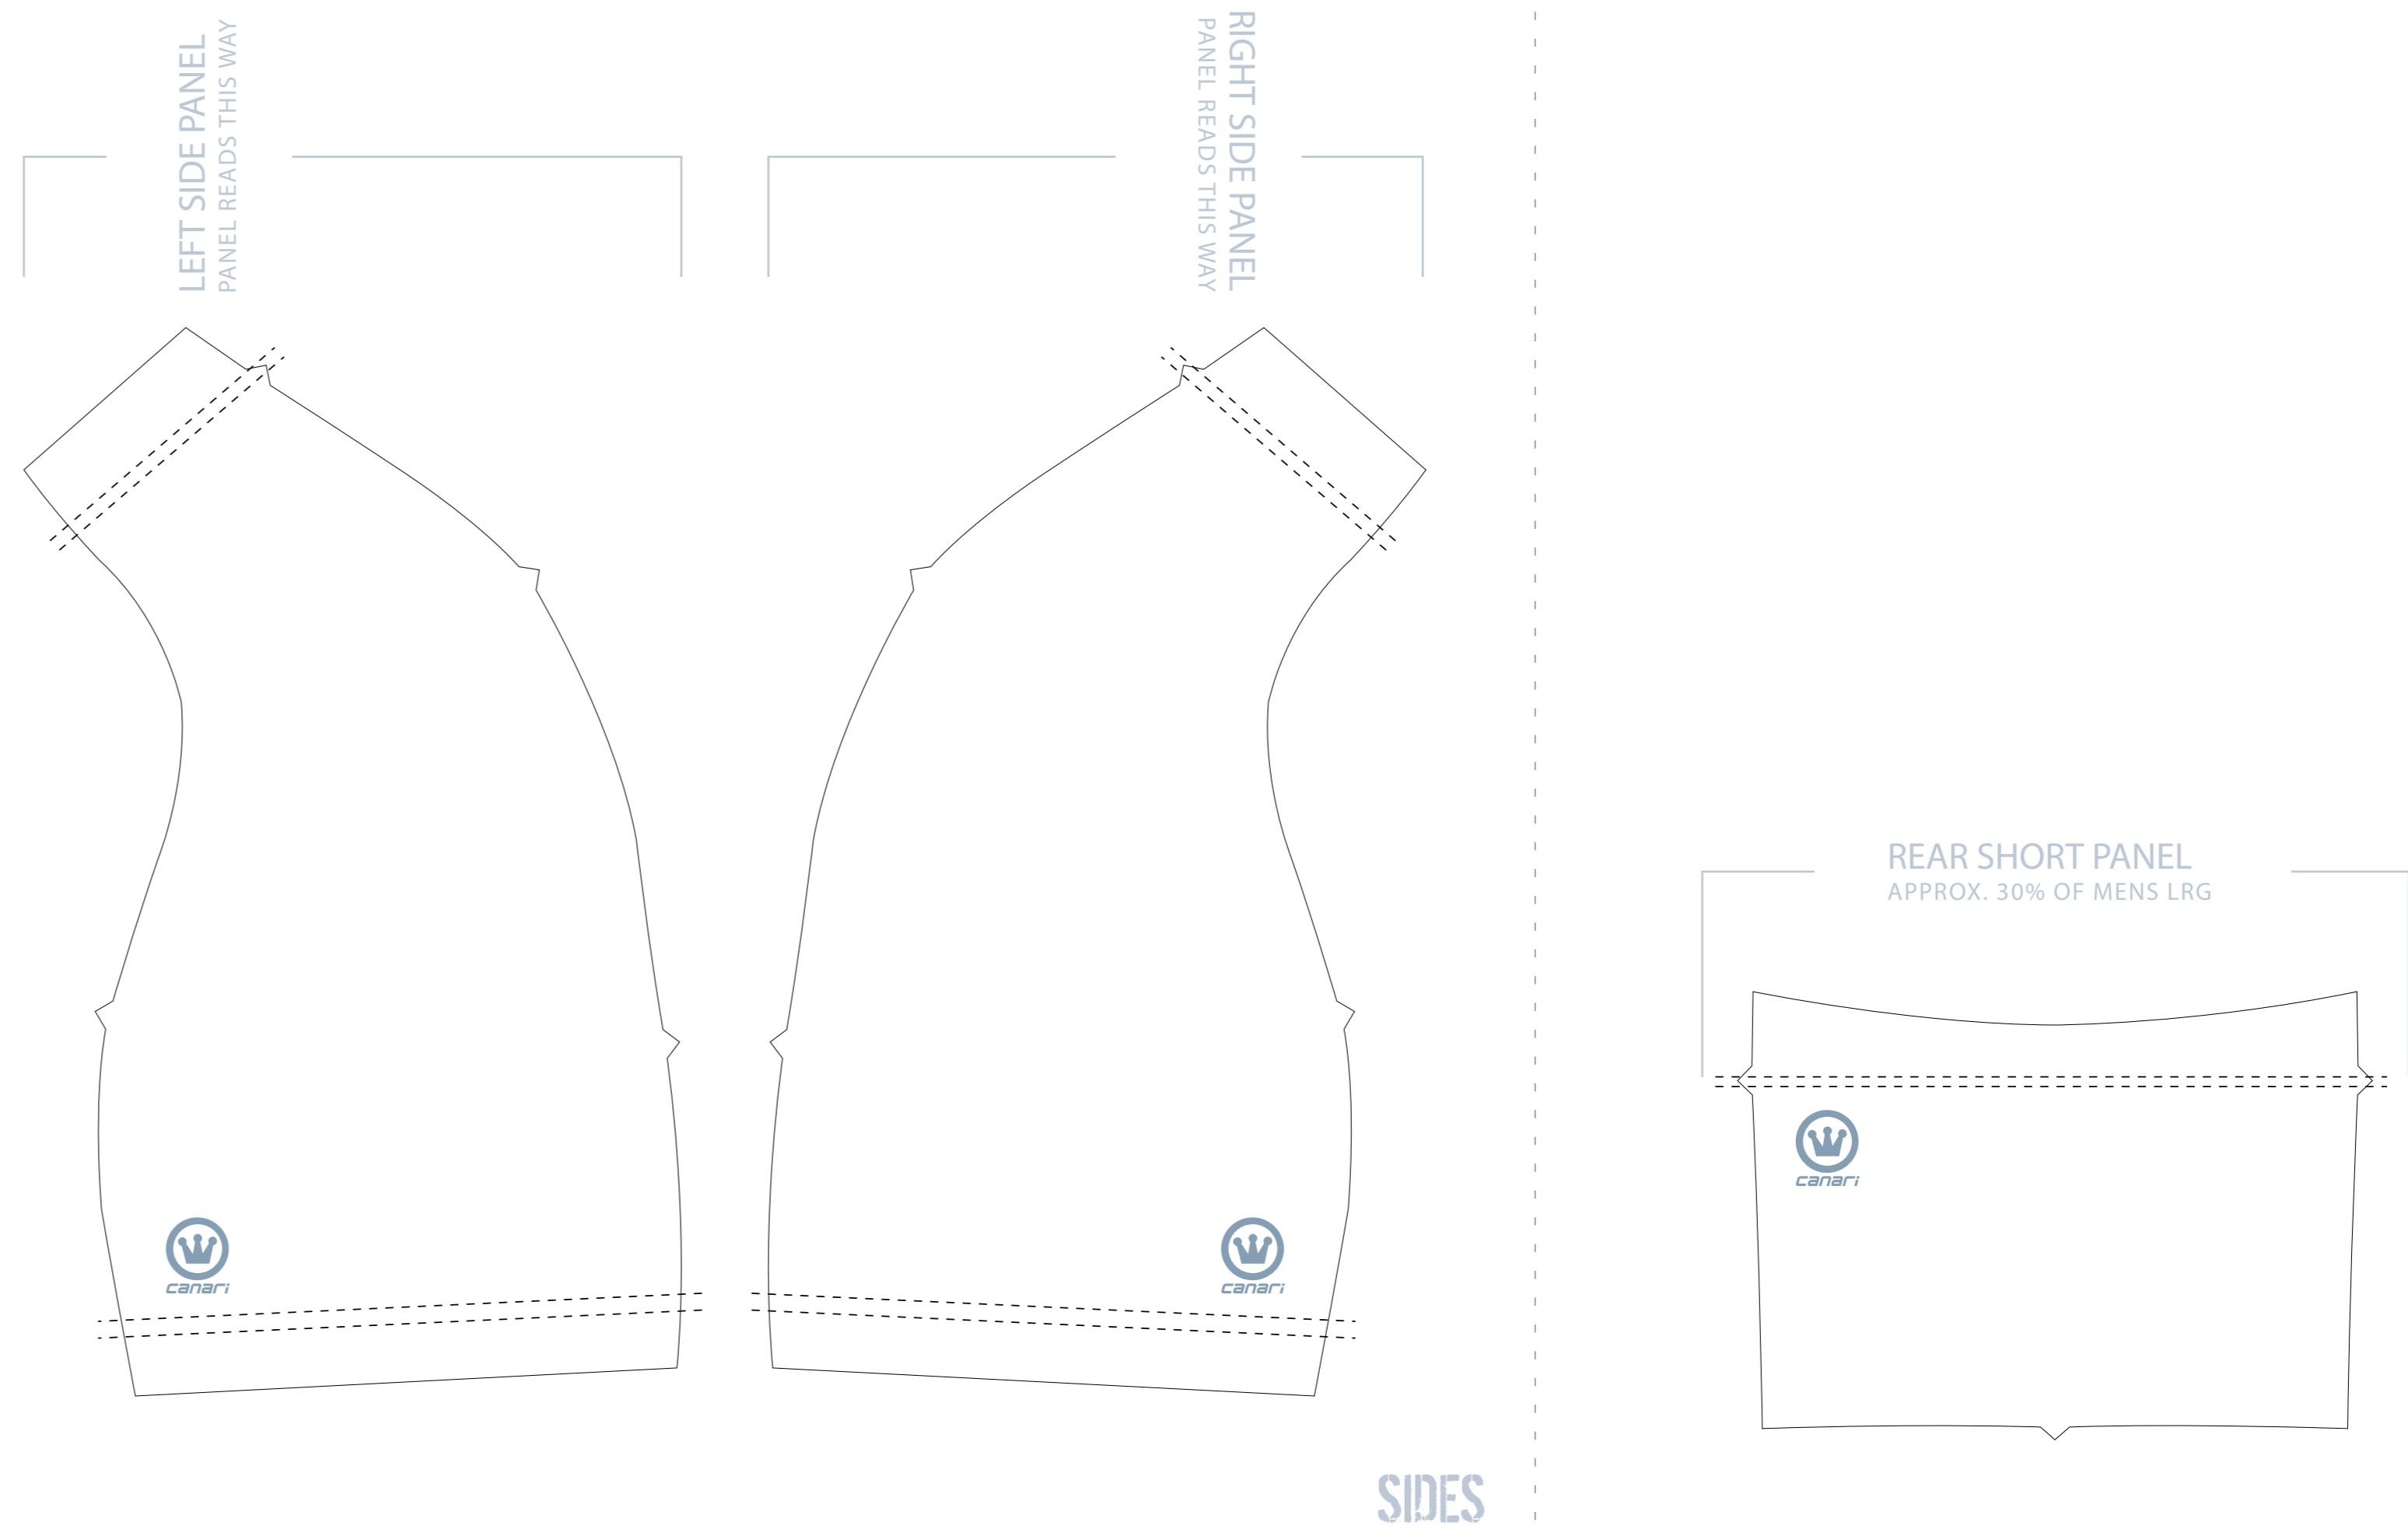 LEFT SIDE PANEL
PANEL READS THIS WAY
RIGHT SIDE PANEL
PANEL READS THIS WAY
REAR SHORT PANEL
APPROX. 30% OF MENS LRG
canari
canari
canari
SIDES